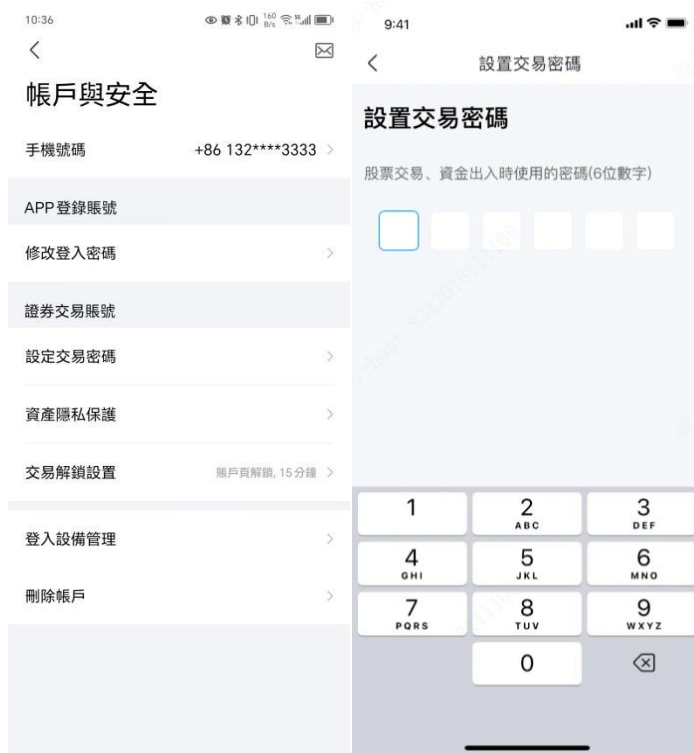 10:36
160
B/s
帳戶與安全
手機號碼 +86 132****3333
APP登錄賬號
修改登入密碼
證券交易賬號
設定交易密碼
資產隱私保護
交易解鎖設置 賬戶頁解鎖, 15分鐘
登入設備管理
刪除帳戶
9:41
設置交易密碼
設置交易密碼
股票交易、資金出入時使用的密碼(6位數字)
1
2
ABC
3
DEF
4
GHI
5
JKL
6
MNO
7
PQRS
8
TUV
9
WXYZ
0